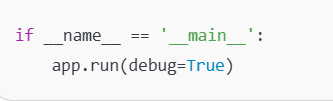 if __name__ == '__main__':
    app.run(debug=True)